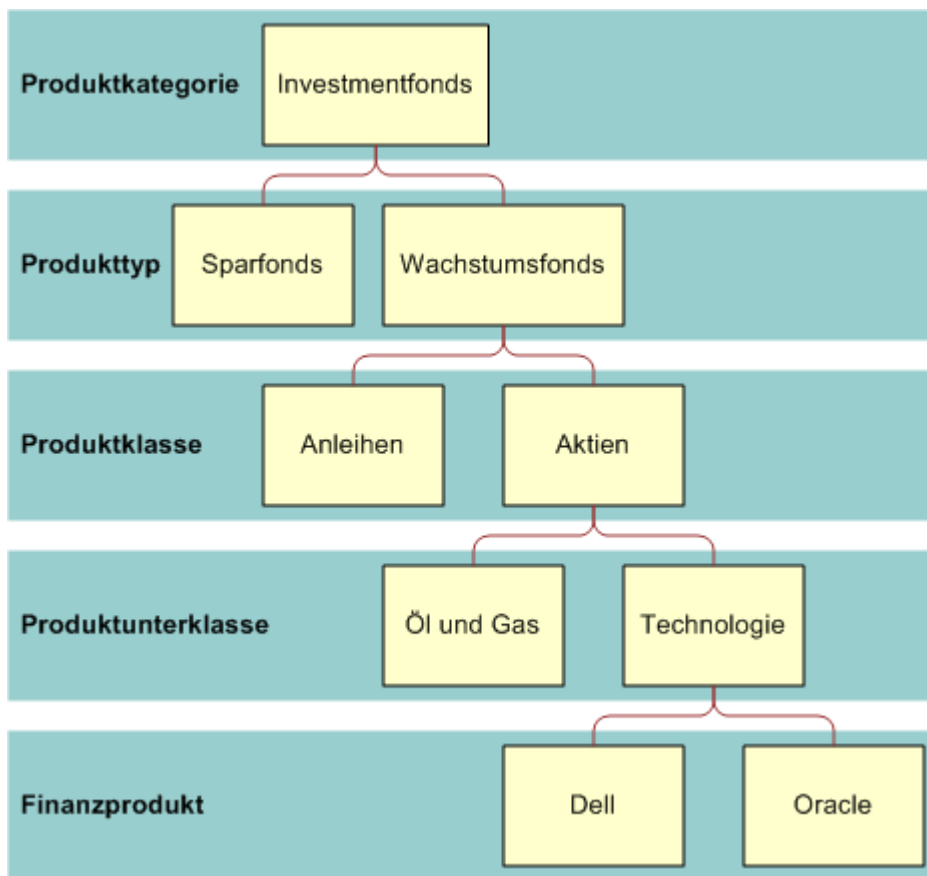 Produktkategorie
Investmentfonds
Produkttyp
Sparfonds
Wachstumsfonds
Produktklasse
Anleihen
Aktien
Produktunterklasse
Öl und Gas
Technologie
Finanzprodukt
Dell
Oracle